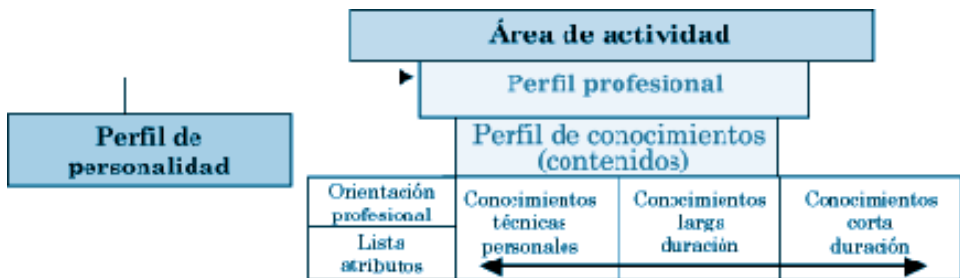 Área de actividad
Perfil profesional
Perfil de
personalidad
Perfil de conocimientos
(contenidos)
Orientación
profesional
Lista
atributos
Conocimientos
técnicas
personales
Conocimientos
larga
duración
Conocimientos
corta
duración